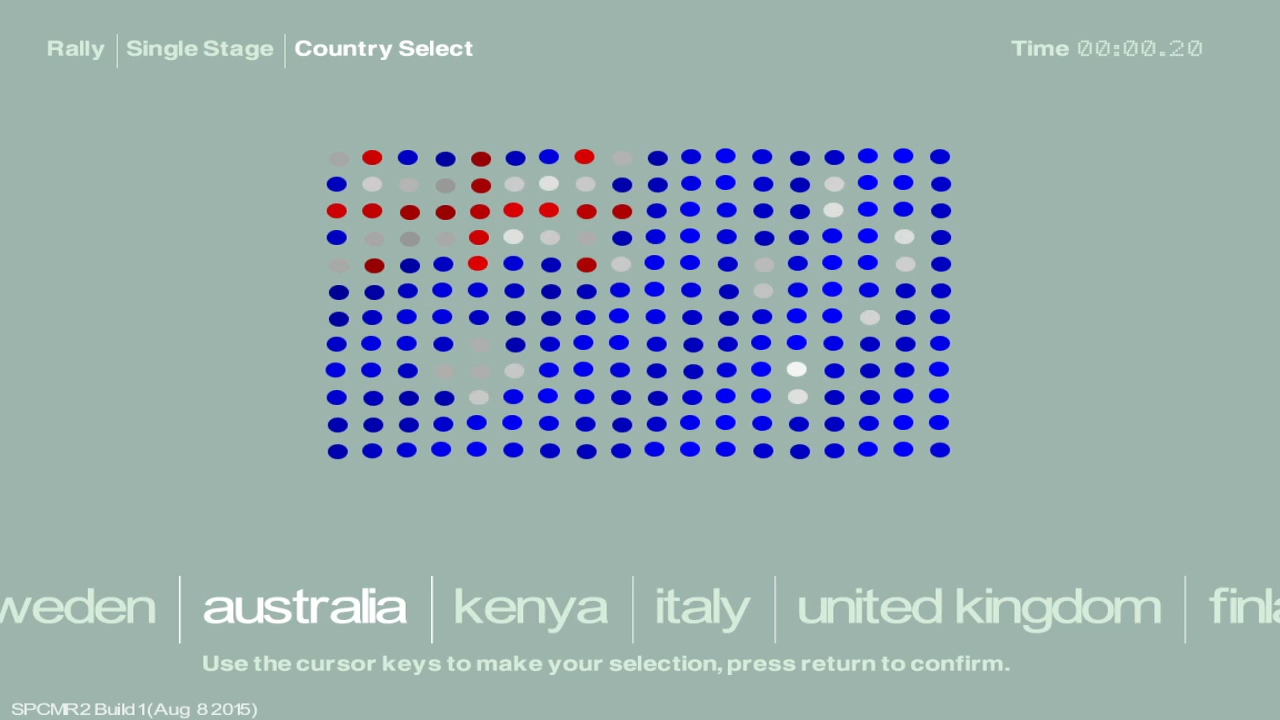 Rally Single Stage Country Select Time 00:00.20
weden australia kenya italy united kingdom finla
Use the cursor keys to make your selection, press return to confirm.
SPCMR2 Build 1 (Aug 8 2015)